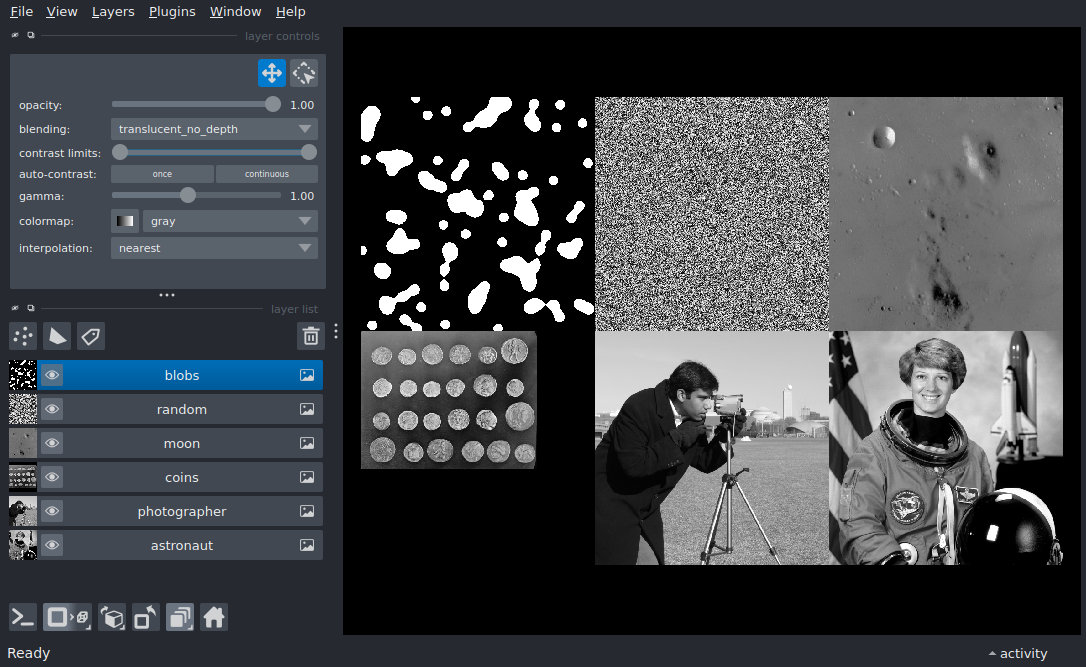 File View Layers Plugins Window Help
layer controls
opacity: 1.00
blending: translucent_no_depth
contrast limits:
auto-contrast: once continuous
gamma: 1.00
colormap: gray
interpolation: nearest
layer list
blobs
random
moon
coins
photographer
astronaut
Ready
activity